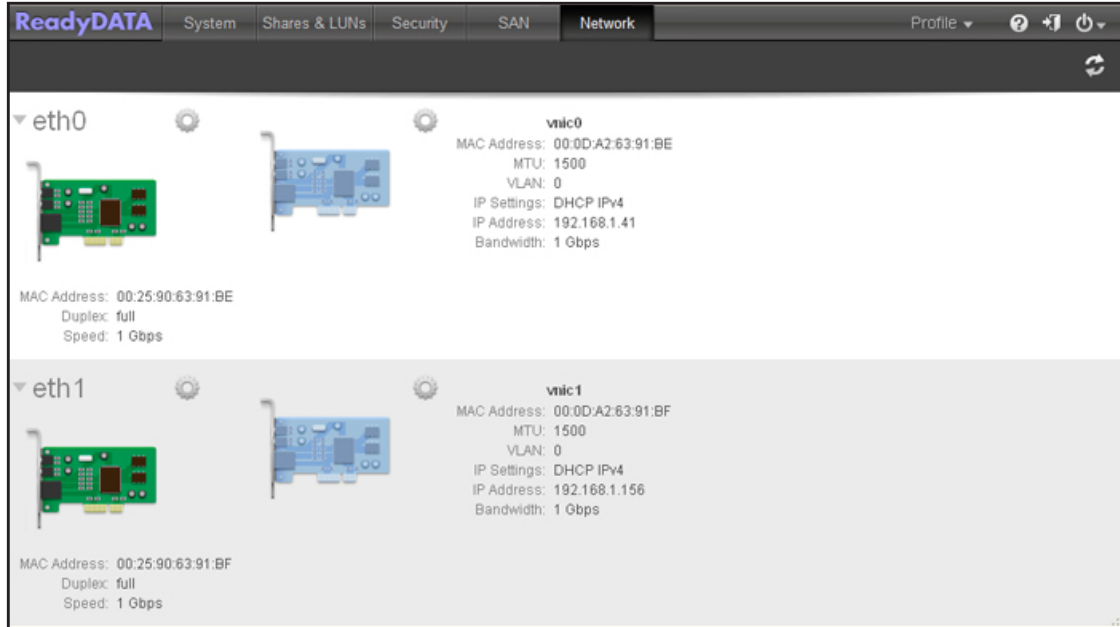 ReadyDATA System Shares & LUNs Security SAN Network Profile
eth0
vnic0
MAC Address: 00:0D:A2:63:91:BE
MTU: 1500
VLAN: 0
IP Settings: DHCP IPv4
IP Address: 192.168.1.41
Bandwidth: 1 Gbps
MAC Address: 00:25:90:63:91:BE
Duplex: full
Speed: 1 Gbps
eth1
vnic1
MAC Address: 00:0D:A2:63:91:BF
MTU: 1500
VLAN: 0
IP Settings: DHCP IPv4
IP Address: 192.168.1.156
Bandwidth: 1 Gbps
MAC Address: 00:25:90:63:91:BF
Duplex: full
Speed: 1 Gbps